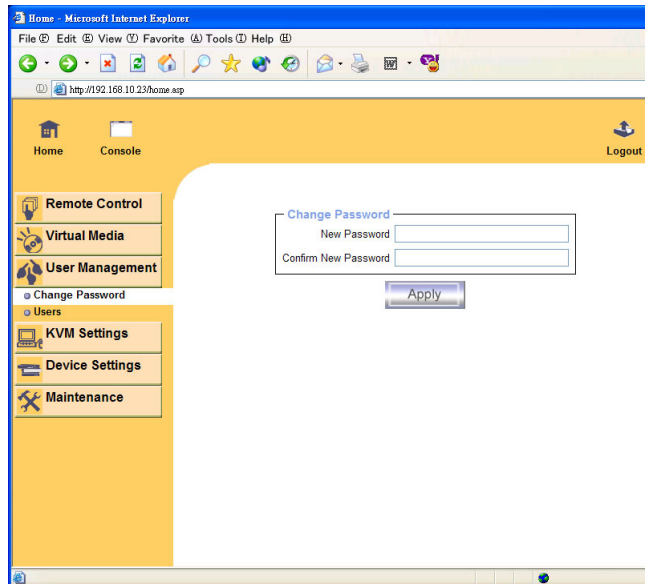 Home - Microsoft Internet Explorer
File(F) Edit(E) View(Y) Favorite (A) Tools(I) Help (H)
W
(D) http://192.168.10.23/home.asp
Home Console Logout
Remote Control
Virtual Media
User Management
Change Password
Users
KVM Settings
Device Settings
Maintenance
Change Password
New Password
Confirm New Password
Apply